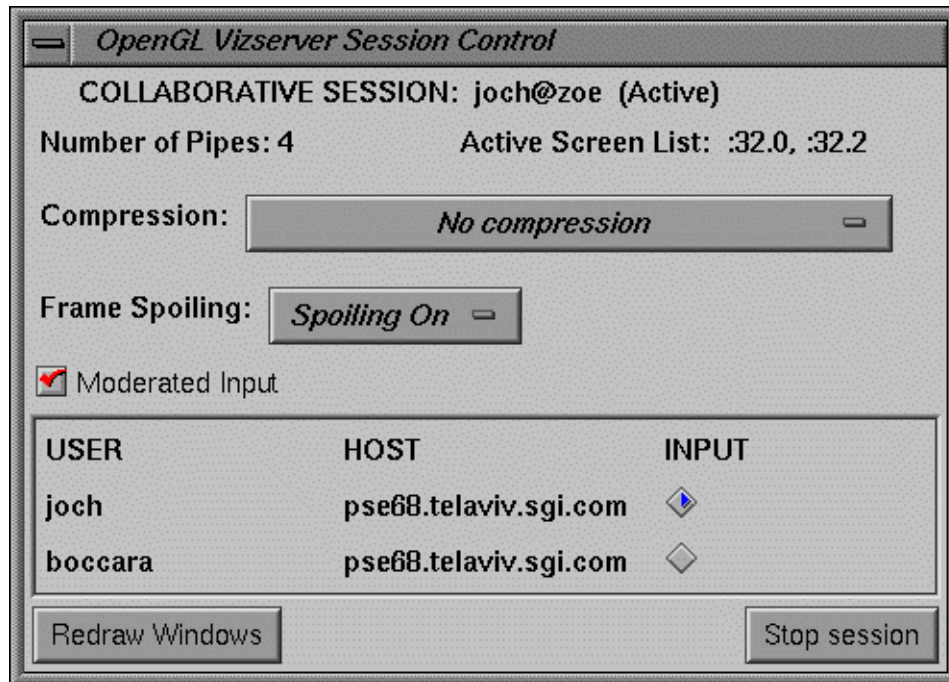 OpenGL Vizserver Session Control
COLLABORATIVE SESSION: joch@zoe (Active)
Number of Pipes: 4 Active Screen List: :32.0, :32.2
Compression: No compression
Frame Spoiling: Spoiling On
Moderated Input
USER HOST INPUT
joch pse68.telaviv.sgi.com
boccara pse68.telaviv.sgi.com
Redraw Windows Stop session